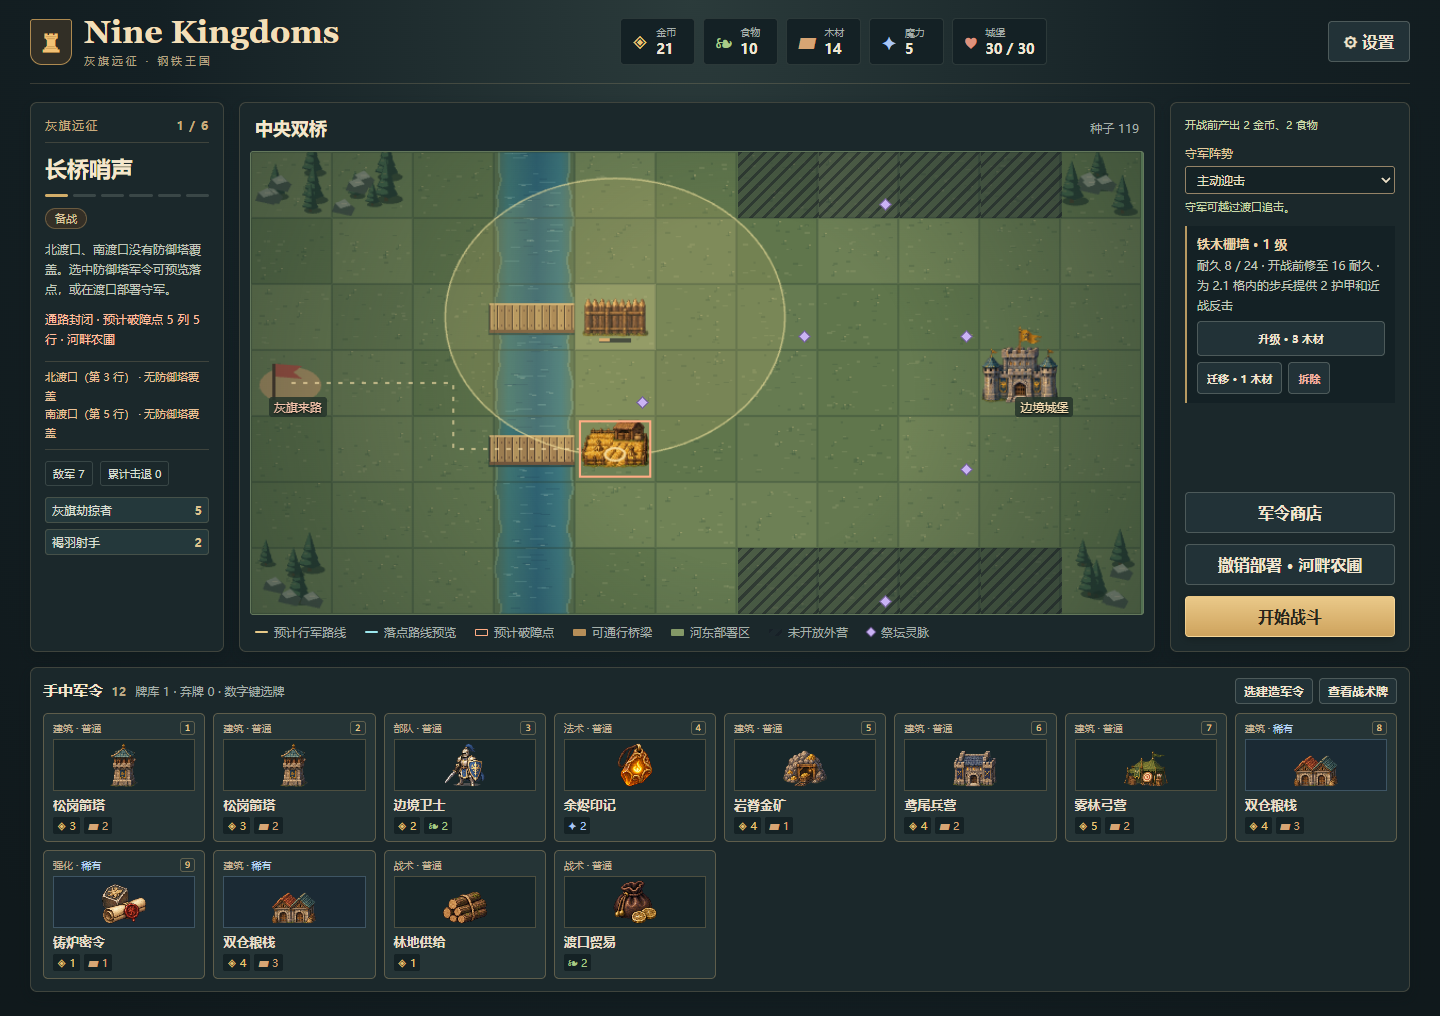 Nine Kingdoms
灰旗远征 · 钢铁王国
金币
21
食物
10
木材
14
魔力
5
城堡
30 / 30
⚙ 设置
灰旗远征
1 / 6
长桥哨声
备战
北渡口、南渡口没有防御塔覆
盖。选中防御塔军令可预览落
点，或在渡口部署守军。
通路封闭 · 预计破障点 5 列 5
行 · 河畔农圃
北渡口（第 3 行） · 无防御塔覆
盖
南渡口（第 5 行） · 无防御塔覆
盖
敌军 7
累计击退 0
灰旗劫掠者
5
褐羽射手
2
中央双桥
种子 119
灰旗来路
边境城堡
预计行军路线
落点路线预览
预计破障点
可通行桥梁
河东部署区
未开放外营
祭坛灵脉
开战前产出 2 金币、2 食物
守军阵势
主动迎击
守军可越过渡口追击。
铁木栅墙 • 1 级
耐久 8 / 24 · 开战前修至 16 耐久 ·
为 2.1 格内的步兵提供 2 护甲和近
战反击
升级 • 3 木材
迁移 • 1 木材
拆除
军令商店
撤销部署 • 河畔农圃
开始战斗
手中军令
12
牌库 1 · 弃牌 0 · 数字键选牌
选建造军令
查看战术牌
建筑 · 普通
1
松岗箭塔
3
2
建筑 · 普通
2
松岗箭塔
3
2
部队 · 普通
3
边境卫士
2
2
法术 · 普通
4
余烬印记
2
建筑 · 普通
5
岩脊金矿
4
1
建筑 · 普通
6
鸢尾兵营
4
2
建筑 · 普通
7
雾林弓营
5
2
建筑 · 稀有
8
双仓粮栈
4
3
强化 · 稀有
9
铸炉密令
1
1
建筑 · 稀有
双仓粮栈
4
3
战术 · 普通
林地供给
1
战术 · 普通
渡口贸易
2